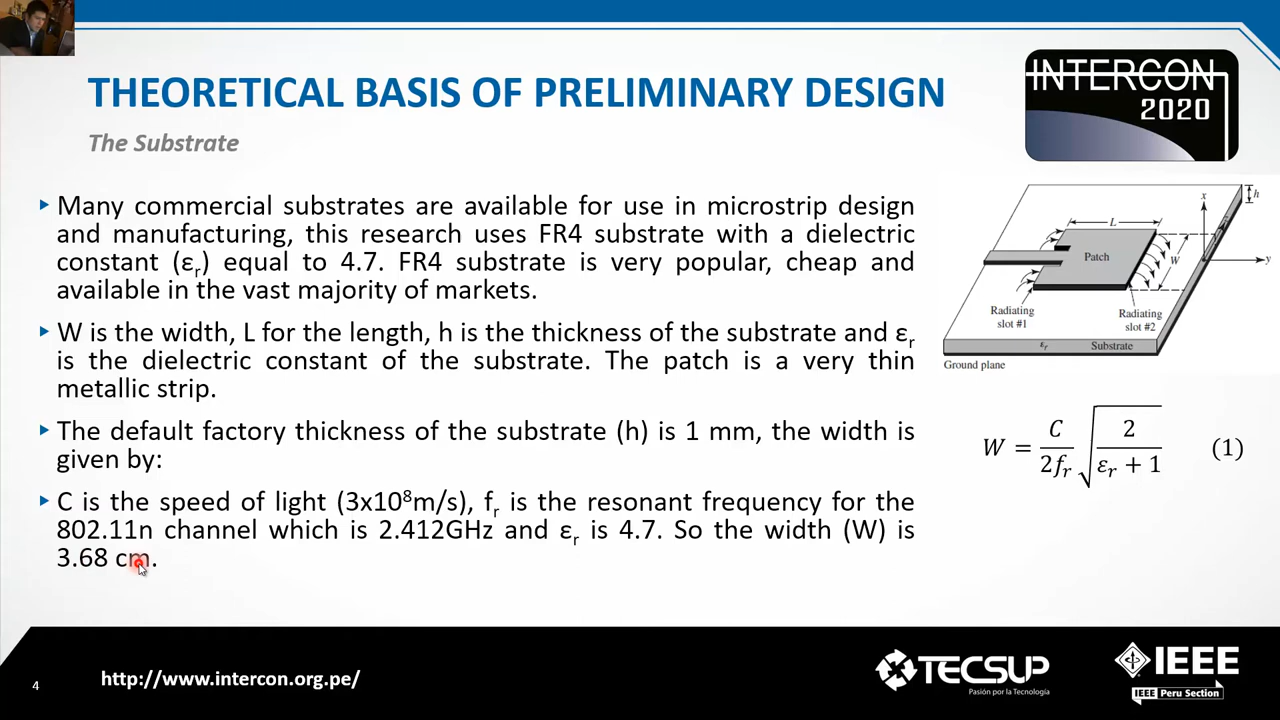 THEORETICAL BASIS OF PRELIMINARY DESIGN
The Substrate
INTERCON
2020
Many commercial substrates are available for use in microstrip design
and manufacturing, this research uses FR4 substrate with a dielectric
constant (εr) equal to 4.7. FR4 substrate is very popular, cheap and
available in the vast majority of markets.
W is the width, L for the length, h is the thickness of the substrate and εr
is the dielectric constant of the substrate. The patch is a very thin
metallic strip.
The default factory thickness of the substrate (h) is 1 mm, the width is
given by:
C is the speed of light (3x10⁸m/s), fr is the resonant frequency for the
802.11n channel which is 2.412GHz and εr is 4.7. So the width (W) is
3.68 cm.
x
h
L
Patch
W
y
Radiating
slot #1
Radiating
slot #2
εr
Substrate
Ground plane
W = C/2fr √(2/εr + 1) (1)
4
http://www.intercon.org.pe/
TECSUP
Pasión por la Tecnología
IEEE
IEEE Peru Section